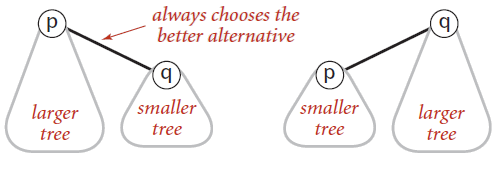 always chooses the
better alternative
p
q
larger
tree
smaller
tree
q
p
smaller
tree
larger
tree